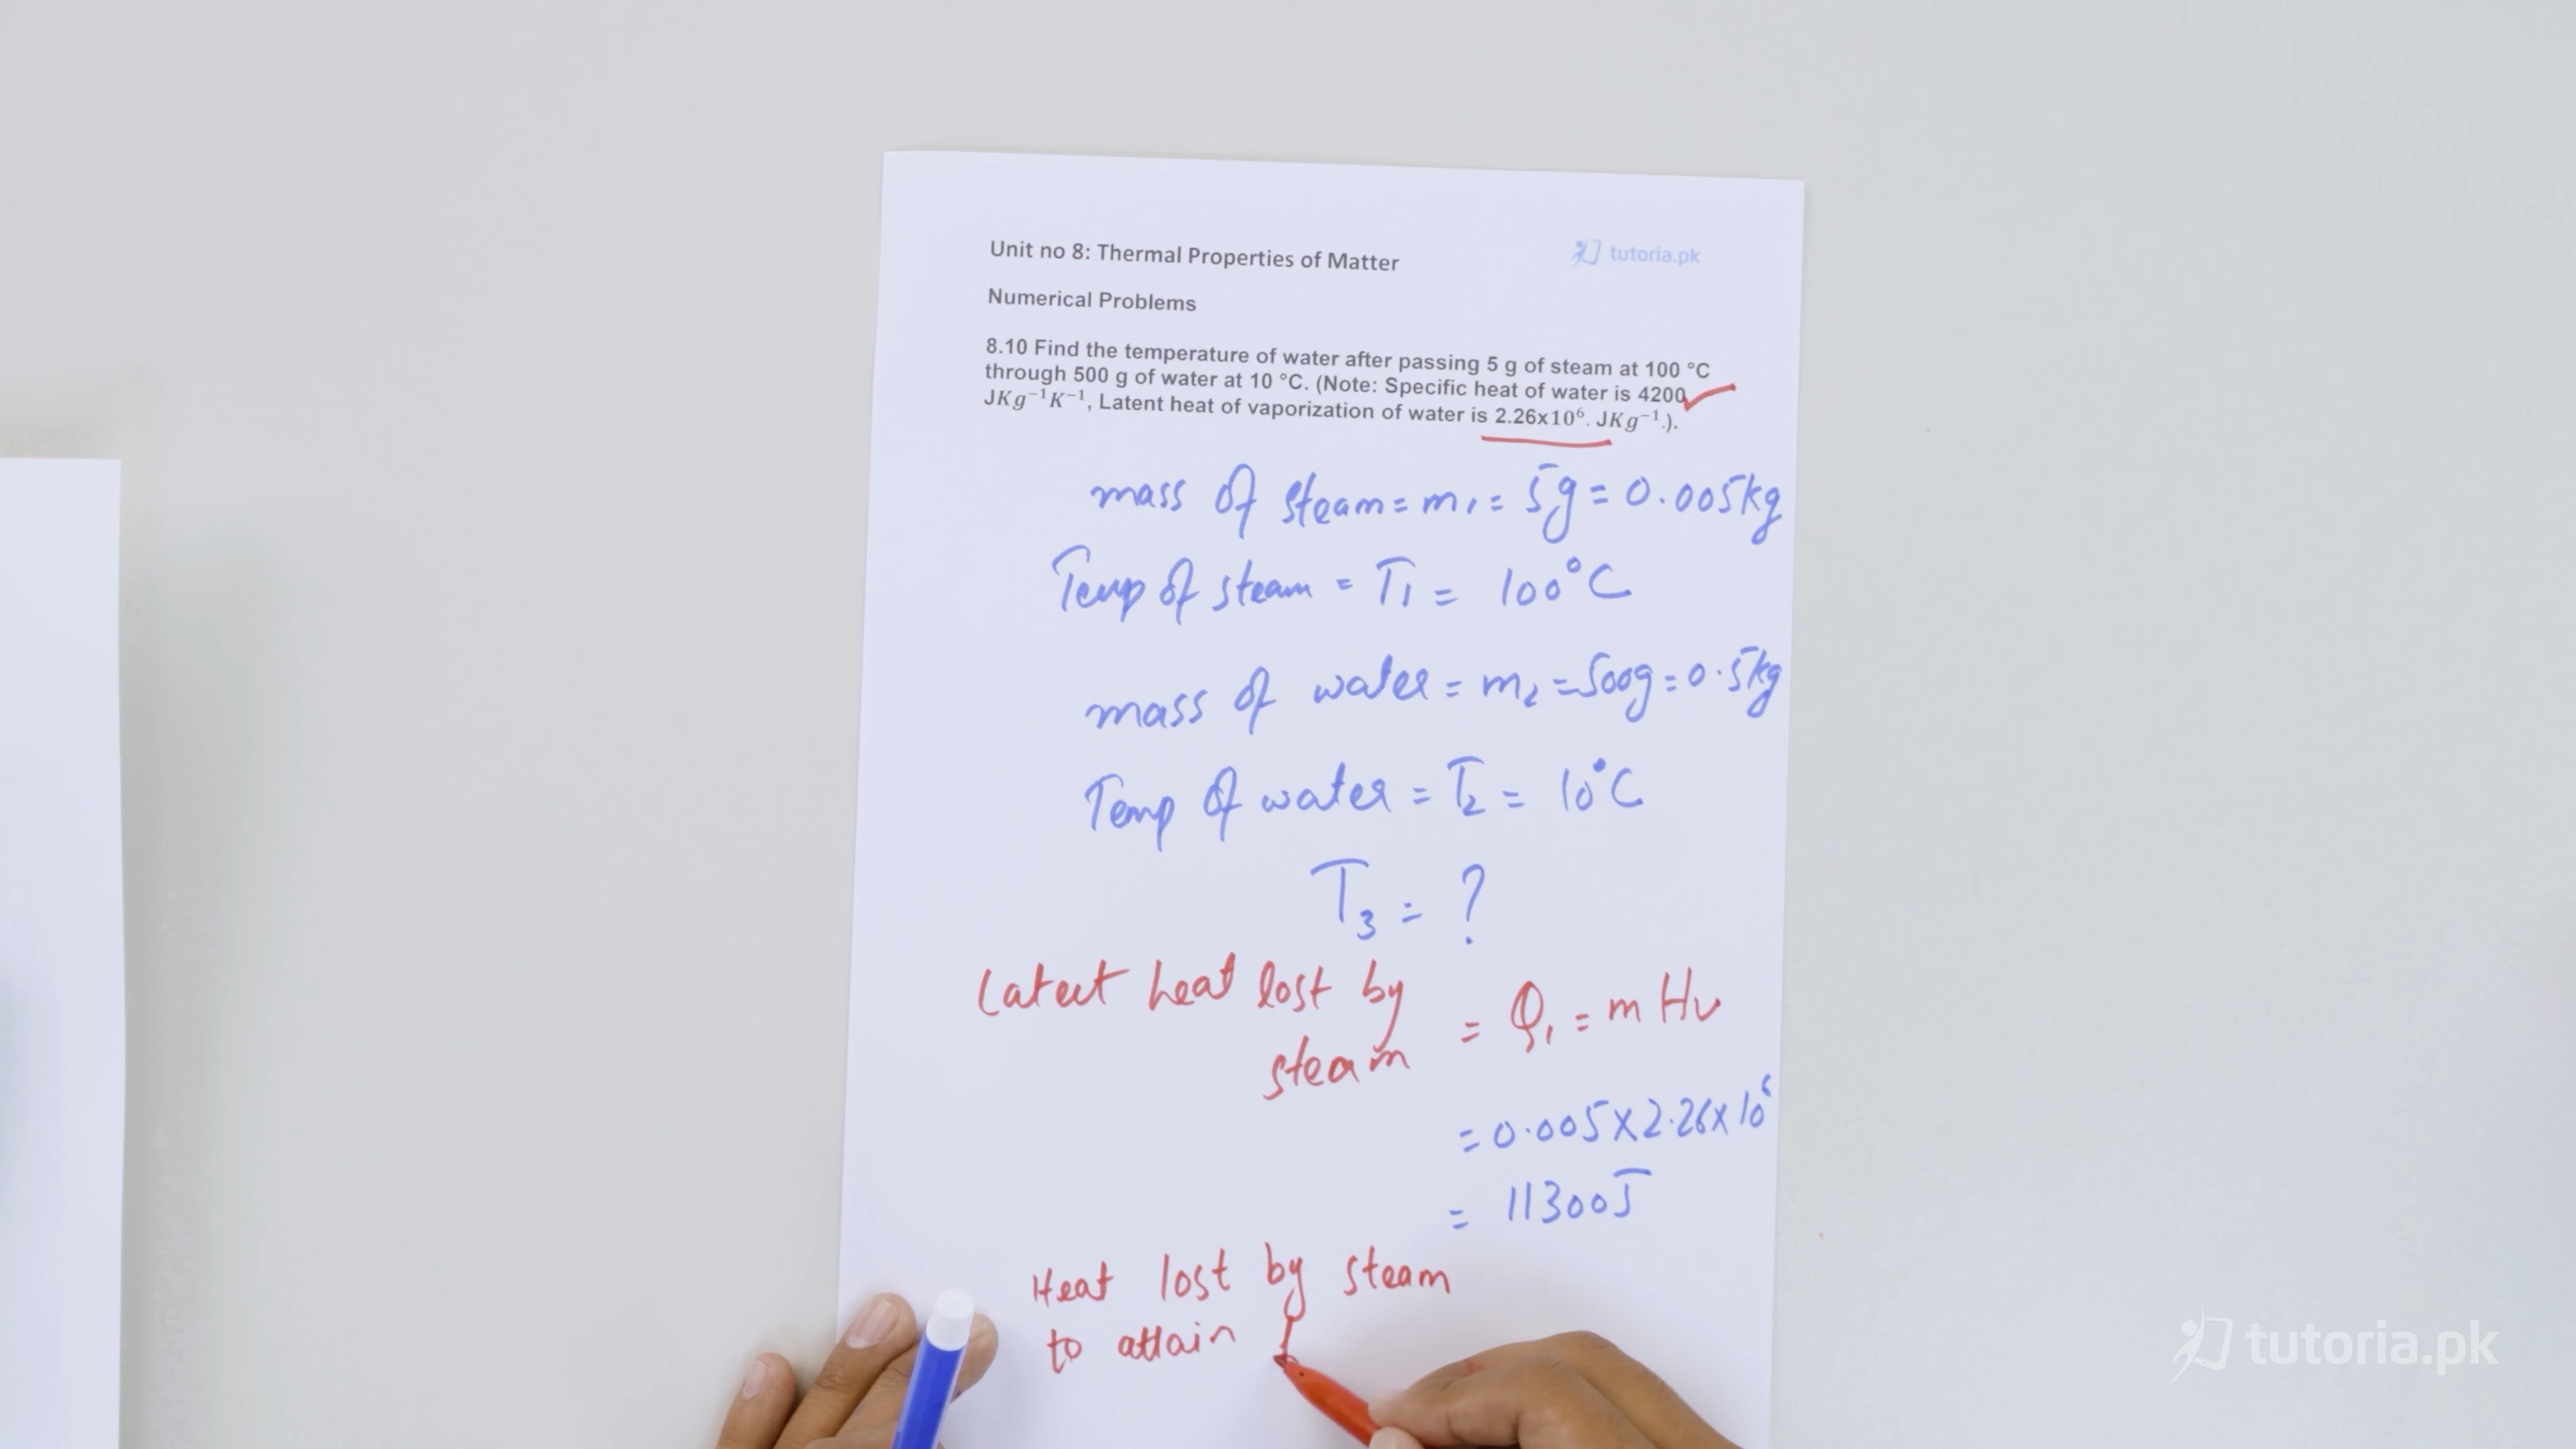 Unit no 8: Thermal Properties of Matter
tutoria.pk
Numerical Problems
8.10 Find the temperature of water after passing 5 g of steam at 100 °C
through 500 g of water at 10 °C. (Note: Specific heat of water is 4200
JKg⁻¹K⁻¹, Latent heat of vaporization of water is 2.26x10⁶. JKg⁻¹.).
mass of steam = m₁ = 5g = 0.005kg
Temp of steam = T₁ = 100°C
mass of water = m₂ = 500g = 0.5kg
Temp of water = T₂ = 10°C
T₃ = ?
Latent heat lost by
steam = Q₁ = m Hv
= 0.005 X 2.26 x 10⁶
= 11300J
Heat lost by steam
to attain
tutoria.pk